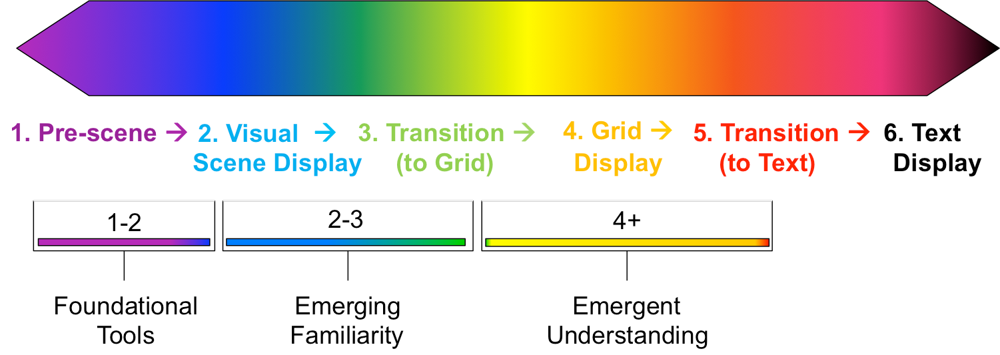 1. Pre-scene →
2. Visual →
Scene Display
3. Transition →
(to Grid)
4. Grid →
Display
5. Transition →
(to Text)
6. Text
Display
1-2
2-3
4+
Foundational
Tools
Emerging
Familiarity
Emergent
Understanding